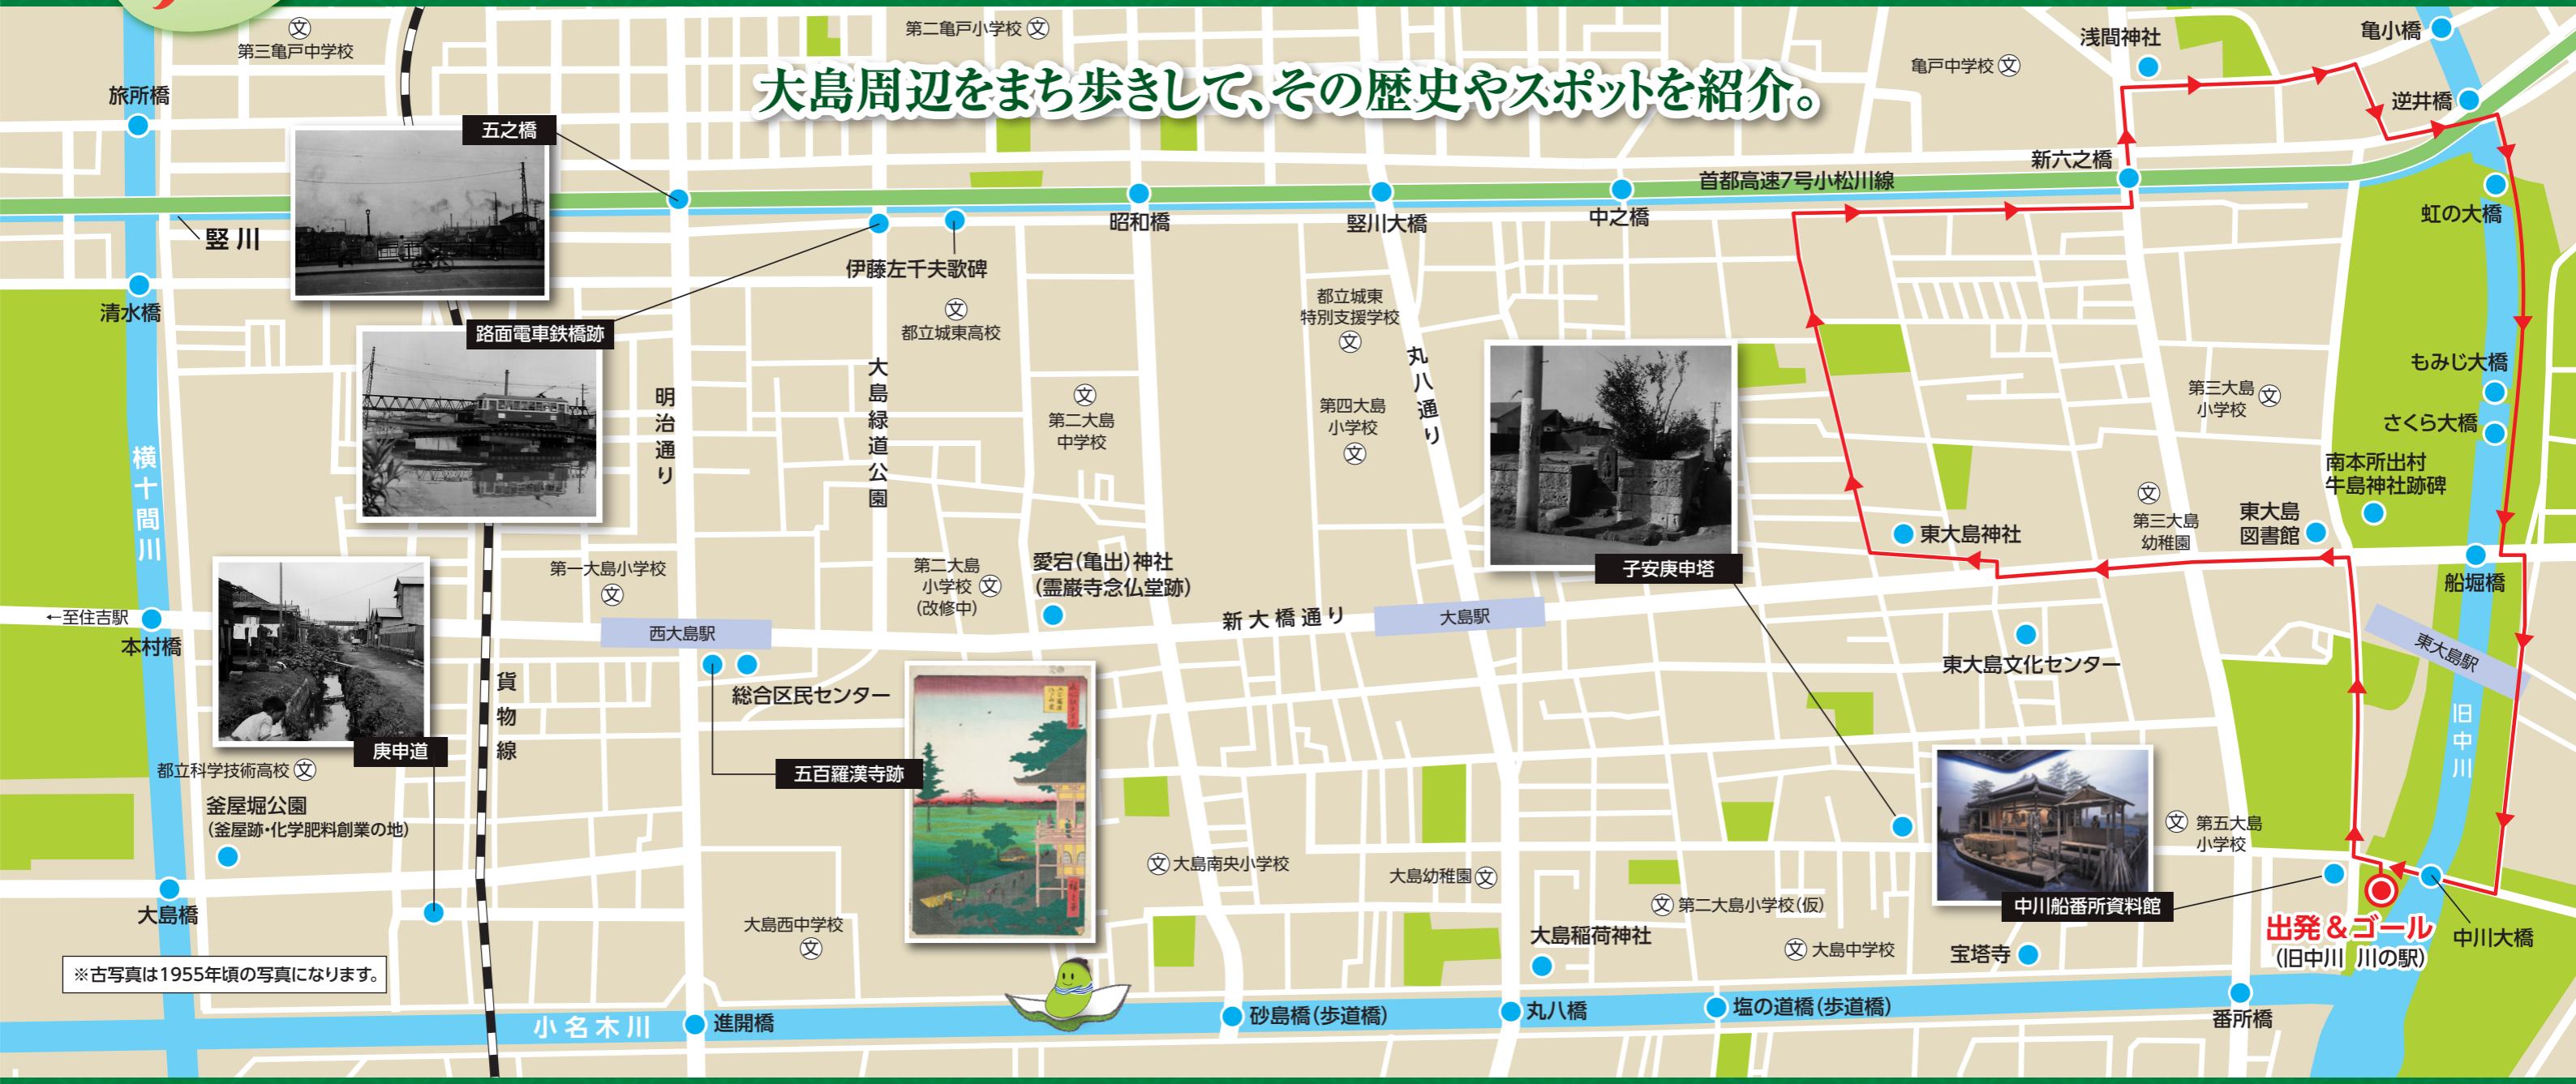 大島周辺をまち歩きして、その歴史やスポットを紹介。
文
第三亀戸中学校
第二亀戸小学校 文
亀戸中学校 文
浅間神社
亀小橋
逆井橋
旅所橋
五之橋
新六之橋
首都高速7号小松川線
虹の大橋
竪川
昭和橋
竪川大橋
中之橋
伊藤左千夫歌碑
清水橋
路面電車鉄橋跡
文
都立城東高校
都立城東
特別支援学校
文
大島緑道公園
明治通り
丸八通り
もみじ大橋
第三大島
小学校 文
さくら大橋
文
第二大島
中学校
第四大島
小学校
文
横十間川
南本所出村
牛島神社跡碑
東大島
図書館
文
第三大島
幼稚園
東大島神社
子安庚申塔
船堀橋
第一大島小学校
文
第二大島
小学校 文
(改修中)
愛宕(亀出)神社
(霊巌寺念仏堂跡)
新大橋通り
大島駅
西大島駅
←至住吉駅
本村橋
東大島駅
東大島文化センター
貨物線
総合区民センター
旧中川
庚申道
五百羅漢寺跡
都立科学技術高校 文
釜屋堀公園
(釜屋跡・化学肥料創業の地)
文 第五大島
小学校
文 大島南央小学校
大島幼稚園 文
文 第二大島小学校(仮)
中川船番所資料館
大島橋
大島西中学校
文
大島稲荷神社
文 大島中学校
宝塔寺
出発&ゴール
(旧中川 川の駅)
中川大橋
※古写真は1955年頃の写真になります。
小名木川
進開橋
砂島橋(歩道橋)
丸八橋
塩の道橋(歩道橋)
番所橋